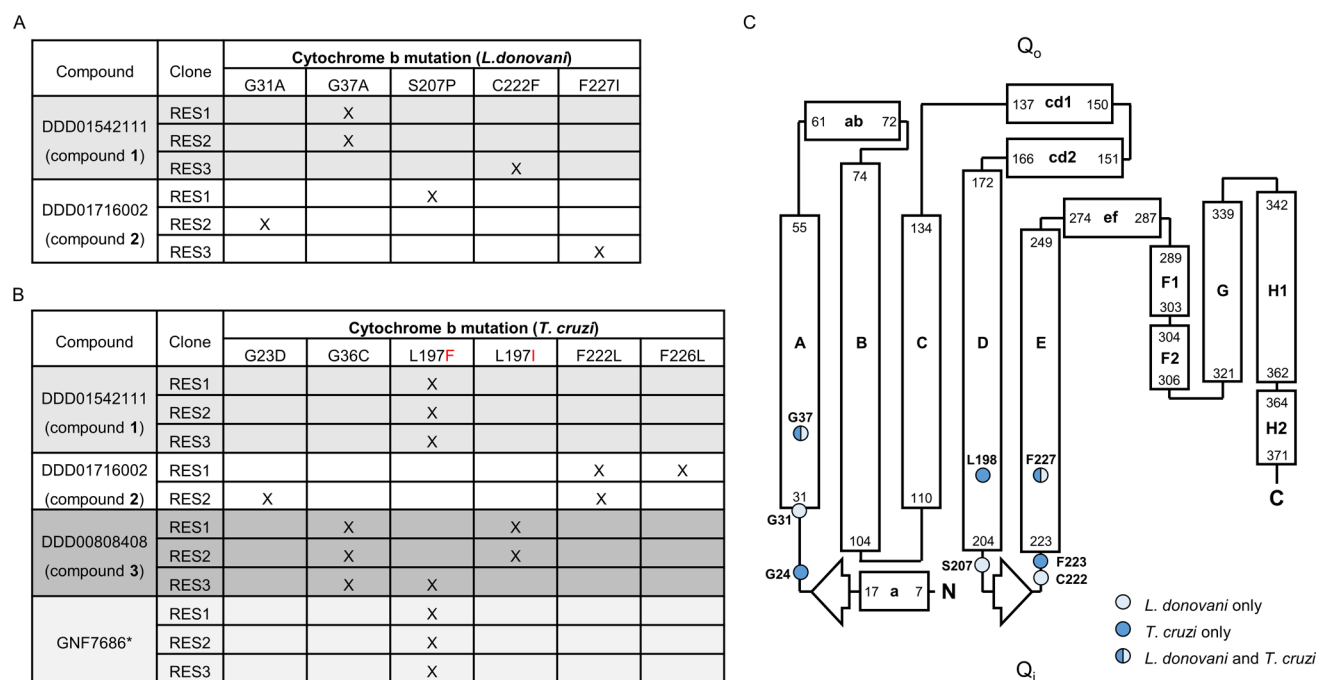 A
Compound Clone Cytochrome b mutation (L.donovani)
G31A G37A S207P C222F F227I
DDD01542111
(compound 1)
RES1 X
RES2 X
RES3 X
DDD01716002
(compound 2)
RES1 X
RES2 X
RES3 X
B
Compound Clone Cytochrome b mutation (T. cruzi)
G23D G36C L197F L197I F222L F226L
DDD01542111
(compound 1)
RES1 X
RES2 X
RES3 X
DDD01716002
(compound 2)
RES1 X X
RES2 X X
DDD00808408
(compound 3)
RES1 X X
RES2 X X
RES3 X X
GNF7686*
RES1 X
RES2 X
RES3 X
C
Qo
137 cd1 150
61 ab 72
166 cd2 151
74
172
274 ef 287
339
342
55
134
249
289
F1
303
A
B
C
D
E
G
H1
304
F2
306
321
362
364
H2
371
C
G37
L198
F227
31
110
G31
104
204
223
S207
F223
G24
C222
17 a 7 N
L. donovani only
T. cruzi only
L. donovani and T. cruzi
Qi